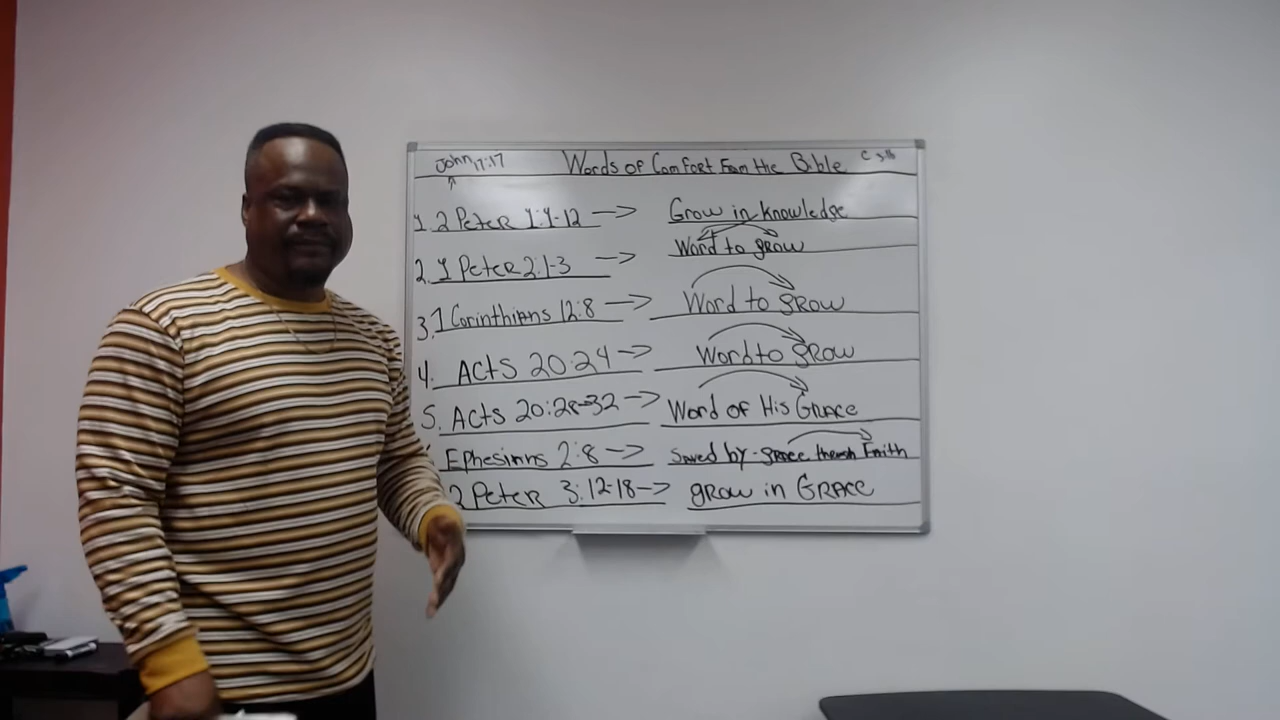 John 17:17 Words of Comfort From the Bible
1. 2 Peter 1:1-12 → Grow in Knowledge
2. 1 Peter 2:1-3 → Word to grow
3. 1 Corinthians 12:8 → Word to grow
4. Acts 20:24 → Word to grow
5. Acts 20:28-32 → Word of His Grace
Ephesians 2:8 → Saved by-grace through Faith
2 Peter 3:12-18 → grow in Grace